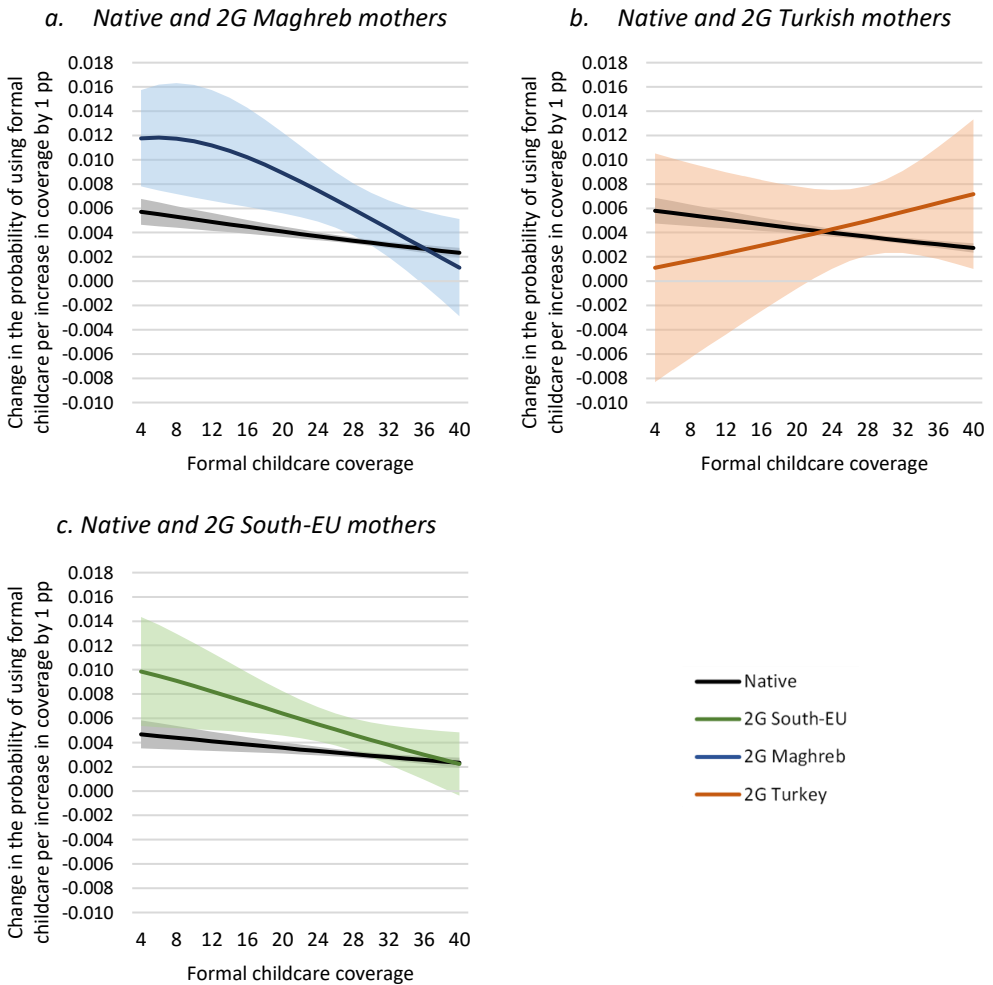 a. Native and 2G Maghreb mothers
Change in the probability of using formal
childcare per increase in coverage by 1 pp
0.018
0.016
0.014
0.012
0.010
0.008
0.006
0.004
0.002
0.000
-0.002
-0.004
-0.006
-0.008
-0.010
4 8 12 16 20 24 28 32 36 40
Formal childcare coverage
b. Native and 2G Turkish mothers
Change in the probability of using formal
childcare per increase in coverage by 1 pp
0.018
0.016
0.014
0.012
0.010
0.008
0.006
0.004
0.002
0.000
-0.002
-0.004
-0.006
-0.008
-0.010
4 8 12 16 20 24 28 32 36 40
Formal childcare coverage
c. Native and 2G South-EU mothers
Change in the probability of using formal
childcare per increase in coverage by 1 pp
0.018
0.016
0.014
0.012
0.010
0.008
0.006
0.004
0.002
0.000
-0.002
-0.004
-0.006
-0.008
-0.010
4 8 12 16 20 24 28 32 36 40
Formal childcare coverage
Native
2G South-EU
2G Maghreb
2G Turkey